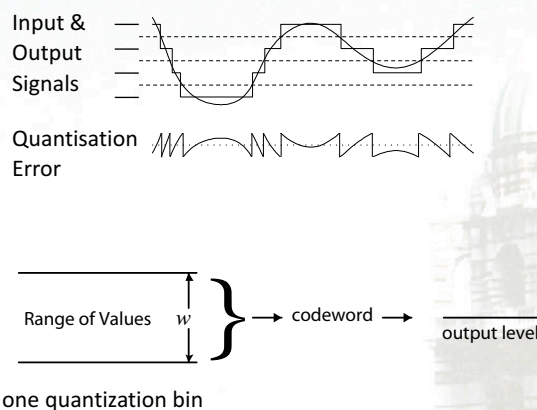 Input &
Output
Signals
Quantisation
Error
Range of Values w codeword output level
one quantization bin